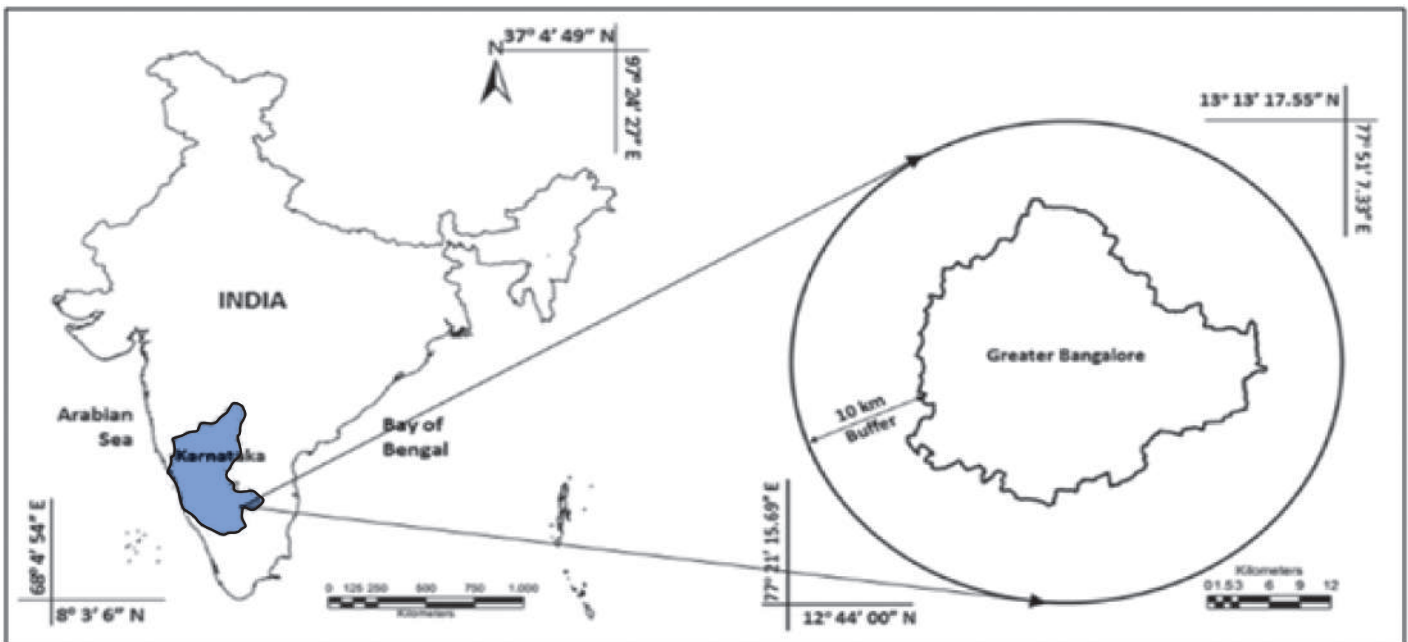 N
37° 4' 49" N
97° 24' 27" E
INDIA
Arabian
Sea
Karnataka
Bay of
Bengal
68° 4' 54" E
8° 3' 6" N
0 125 250 500 750 1,000
Kilometers
13° 13' 17.55" N
77° 51' 7.33" E
Greater Bangalore
10 km
Buffer
77° 21' 15.69" E
12° 44' 00" N
Kilometers
0 1.5 3 6 9 12